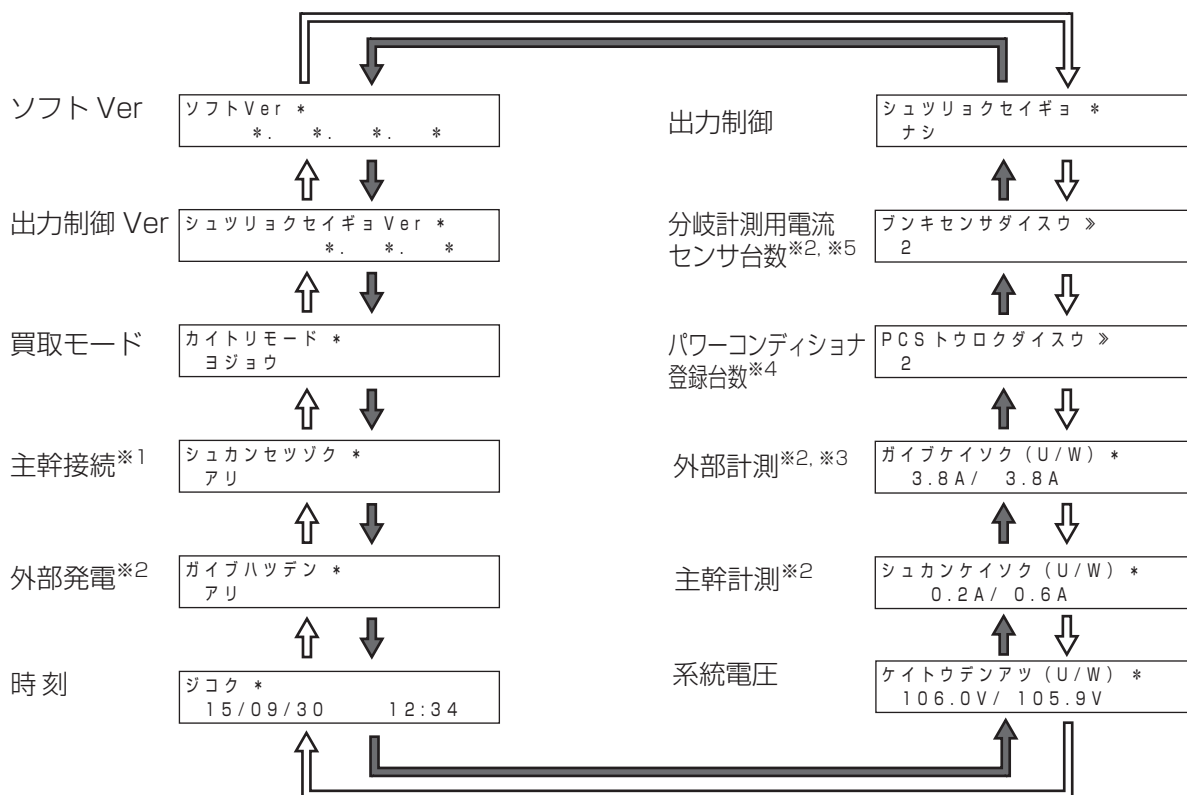 ソフト Ver
ソフトVer *
*. *. *. *
出力制御 Ver
シュツリョクセイギョVer *
*. *. *
買取モード
カイトリモード *
ヨジョウ
主幹接続※1
シュカンセツゾク *
アリ
外部発電※2
ガイブハツデン *
アリ
時刻
ジコク *
15/09/30 12:34
出力制御
シュツリョクセイギョ *
ナシ
分岐計測用電流
センサ台数※2, ※5
ブンキセンサダイスウ 》
2
パワーコンディショナ
登録台数※4
PCSトウロクダイスウ 》
2
外部計測※2, ※3
ガイブケイソク(U/W) *
3.8A/ 3.8A
主幹計測※2
シュカンケイソク(U/W) *
0.2A/ 0.6A
系統電圧
ケイトウデンアツ(U/W) *
106.0V/ 105.9V